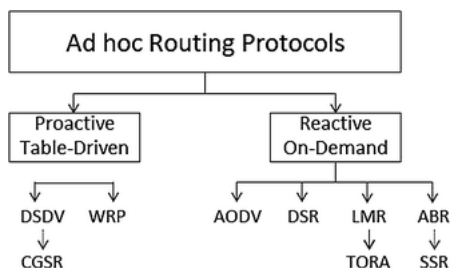 Ad hoc Routing Protocols
Proactive
Table-Driven
Reactive
On-Demand
DSDV
WRP
AODV
DSR
LMR
ABR
CGSR
TORA
SSR